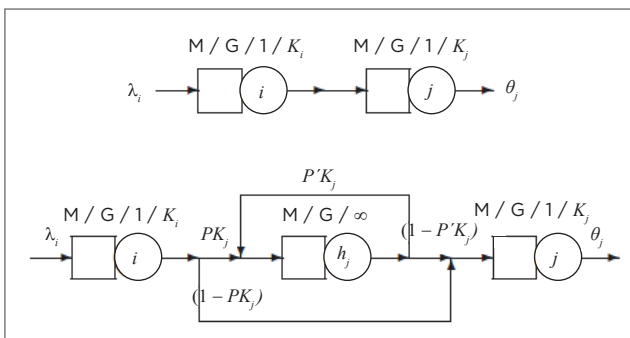 M / G / 1 / K_i M / G / 1 / K_j
λ_i i j θ_j
P′K_j
M / G / 1 / K_i PK_j M / G / ∞ (1 – P′K_j) M / G / 1 / K_j
λ_i i h_j j θ_j
(1 – PK_j)